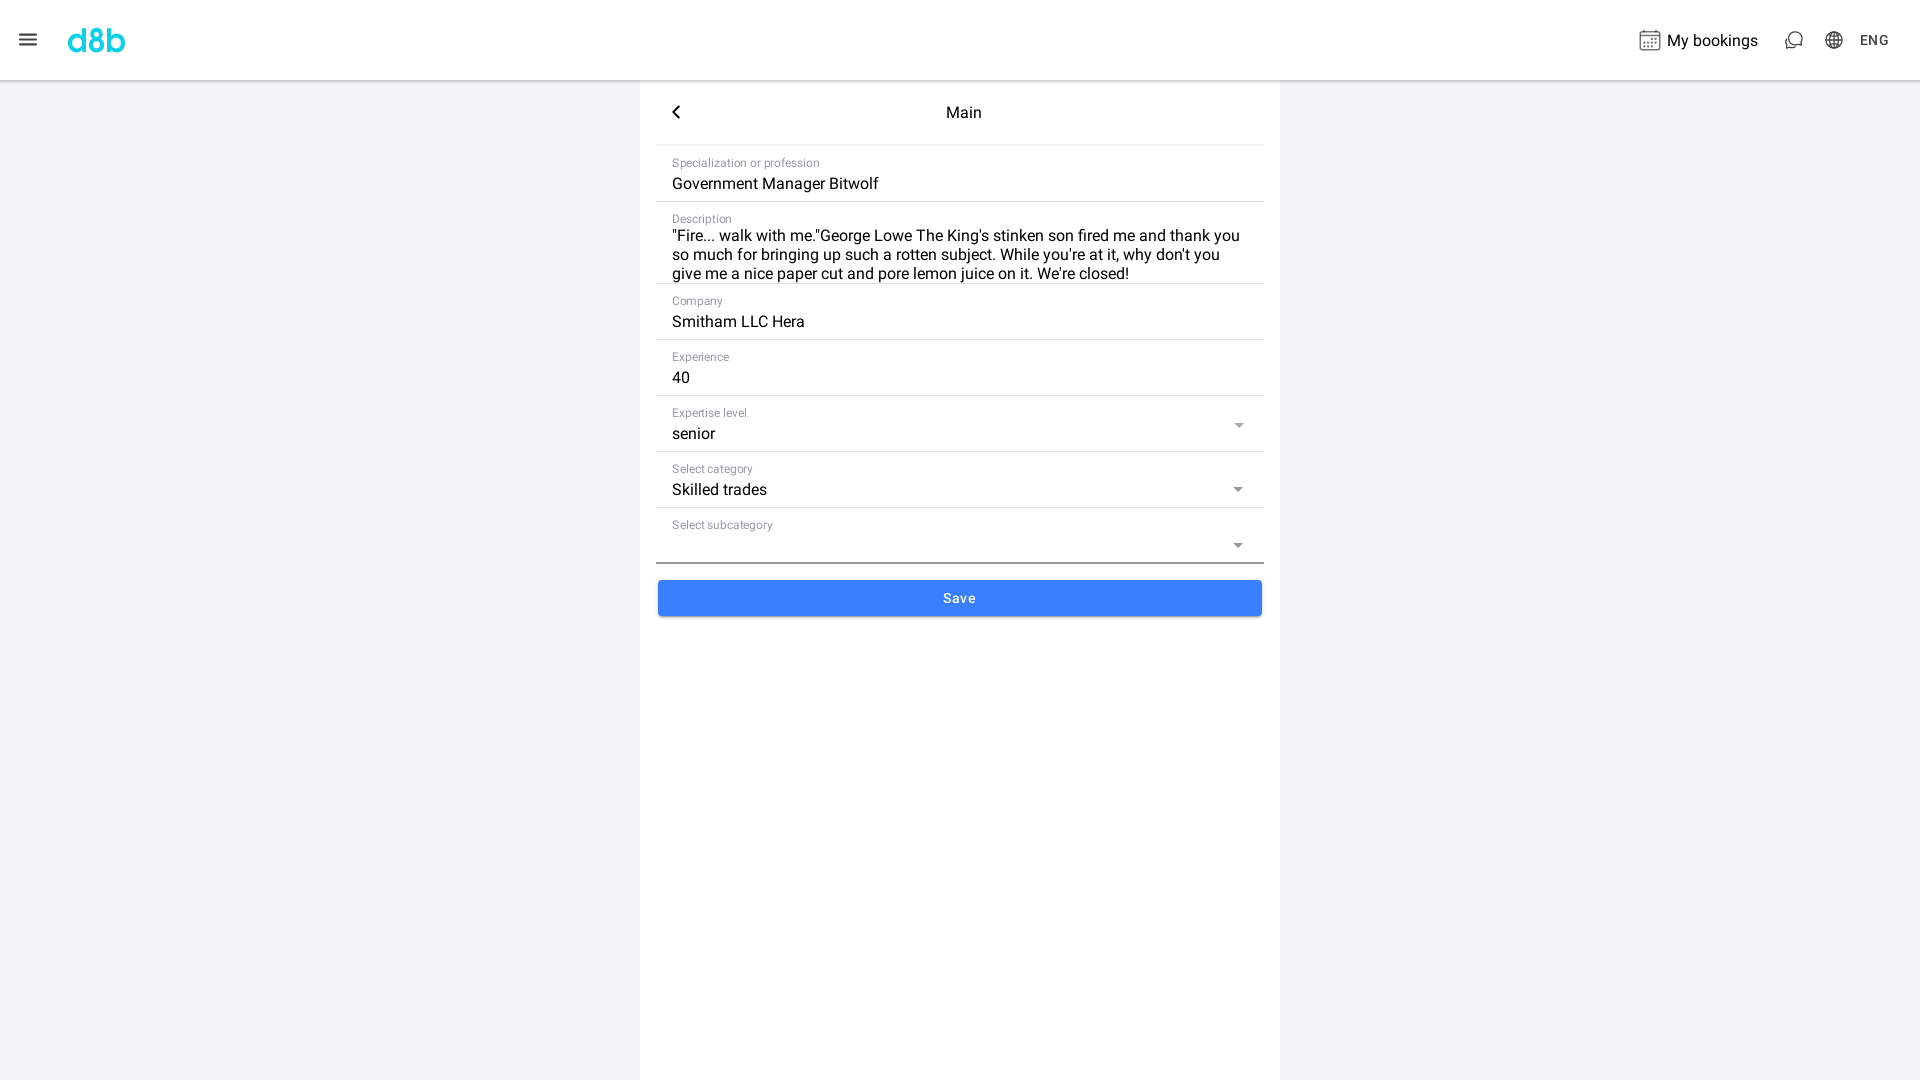 d8b
My bookings
ENG
Main
Specialization or profession
Government Manager Bitwolf
Description
"Fire... walk with me."George Lowe The King's stinken son fired me and thank you
so much for bringing up such a rotten subject. While you're at it, why don't you
give me a nice paper cut and pore lemon juice on it. We're closed!
Company
Smitham LLC Hera
Experience
40
Expertise level
senior
Select category
Skilled trades
Select subcategory
Save